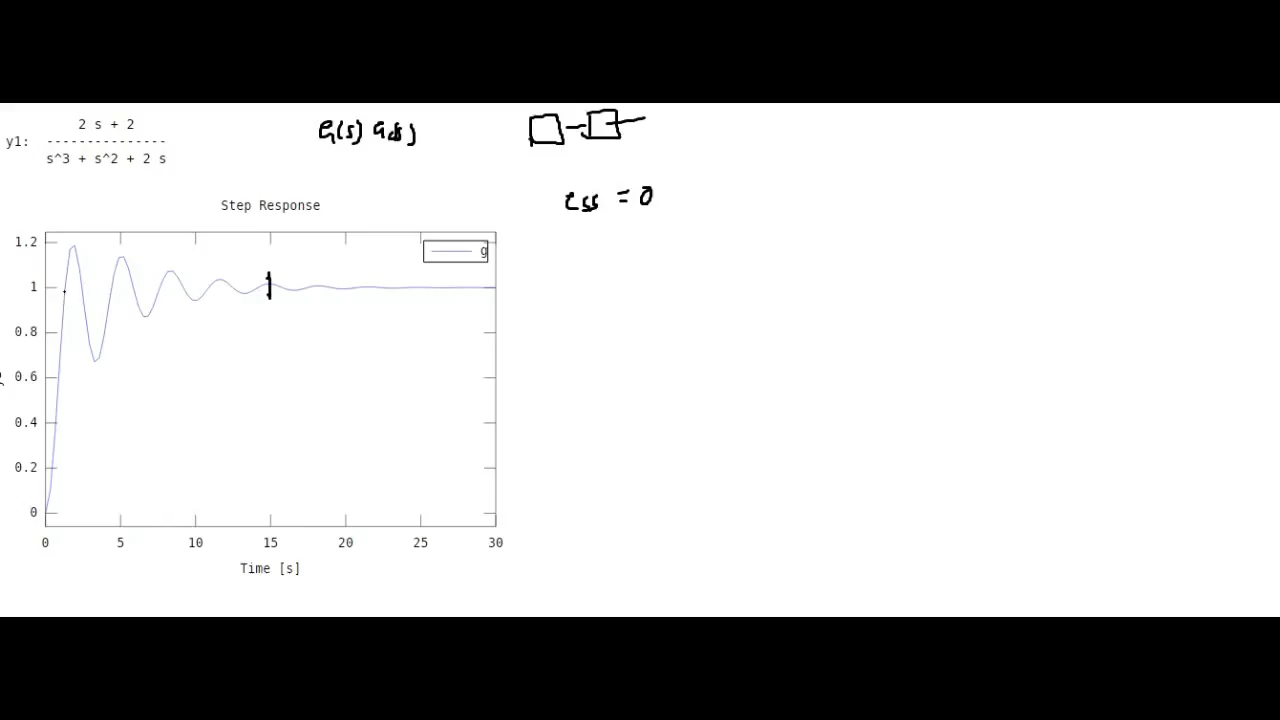 2 s + 2
y1: ---------------
s^3 + s^2 + 2 s
G(s) G(s)
ess = 0
Step Response
g
1.2
1
0.8
0.6
0.4
0.2
0
0 5 10 15 20 25 30
Time [s]